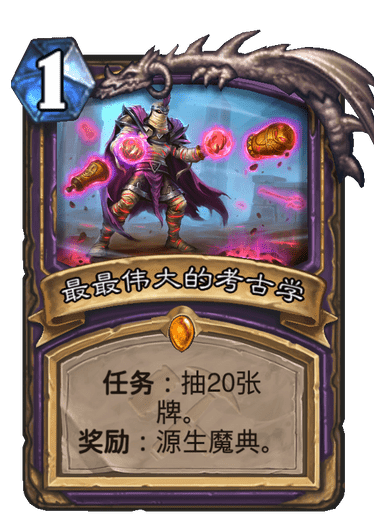 1
最最伟大的考古学
任务：抽20张
牌。
奖励：源生魔典。